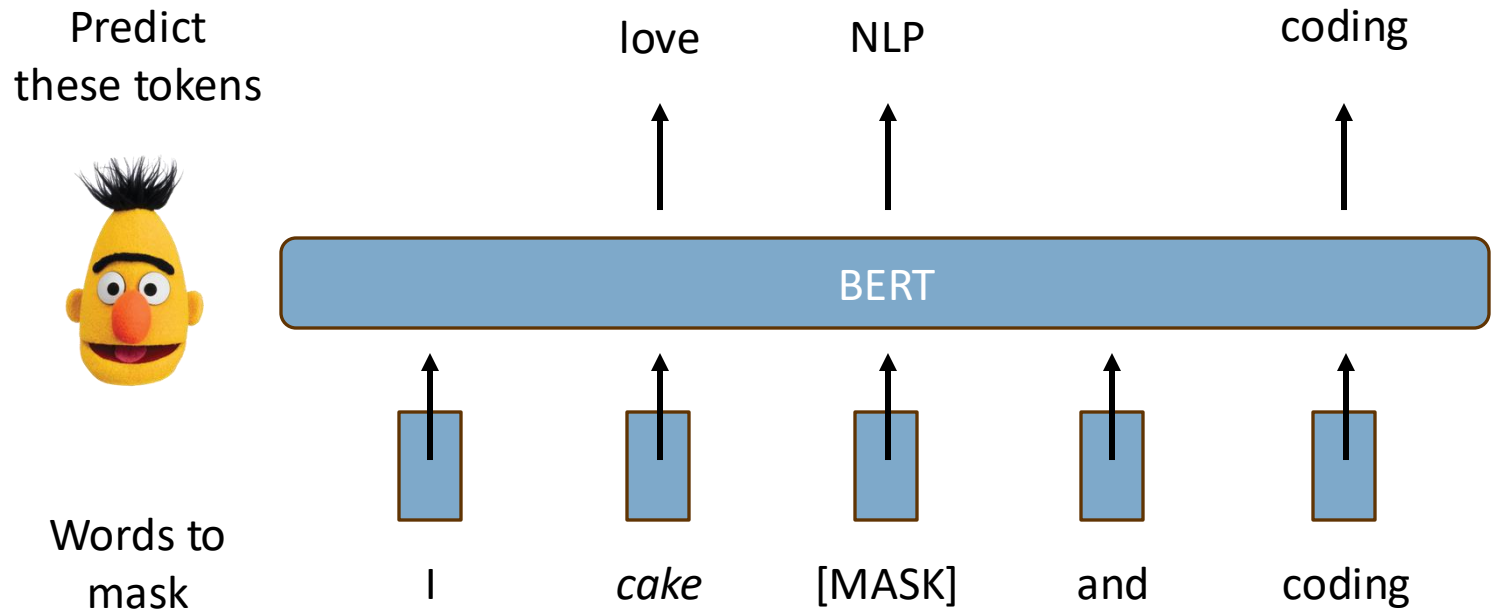 Predict
these tokens
love NLP coding
BERT
Words to
mask
I cake [MASK] and coding